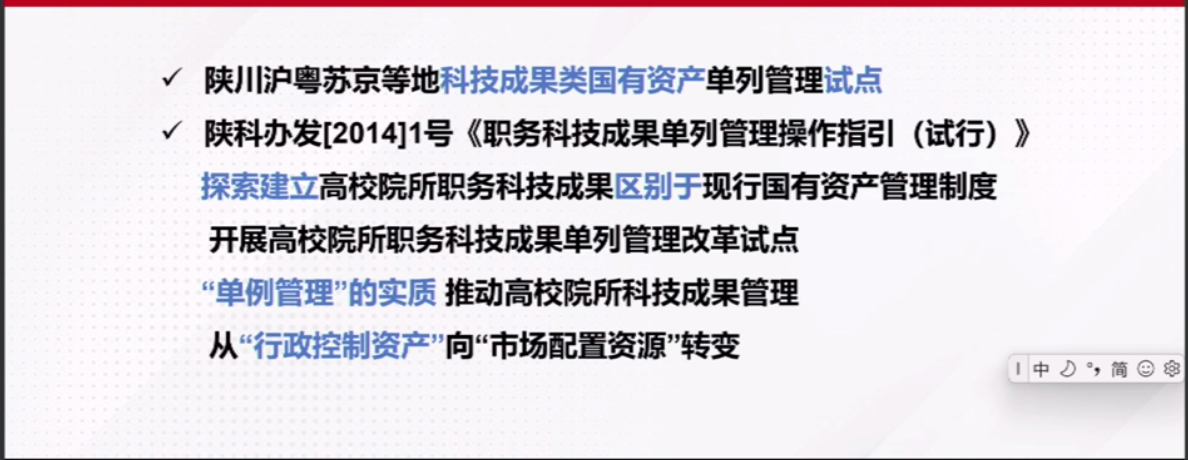 ✓ 陕川沪粤苏京等地科技成果类国有资产单列管理试点
✓ 陕科办发[2014]1号《职务科技成果单列管理操作指引（试行）》
探索建立高校院所职务科技成果区别于现行国有资产管理制度
开展高校院所职务科技成果单列管理改革试点
“单例管理”的实质 推动高校院所科技成果管理
从“行政控制资产”向“市场配置资源”转变
中 简